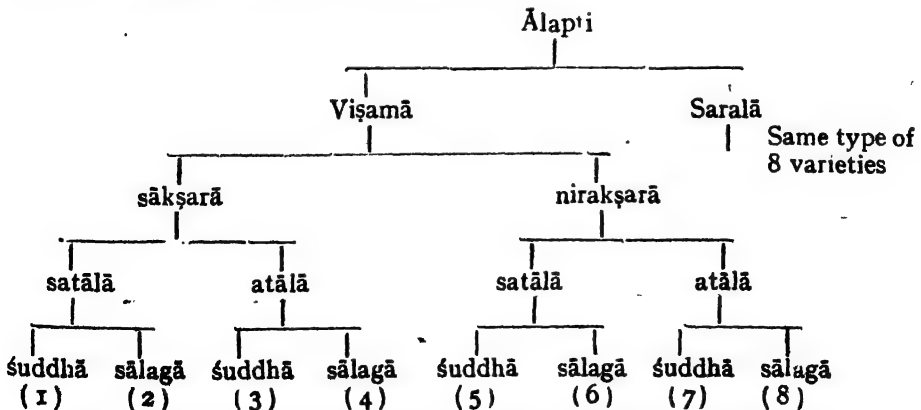 Ālapti
Viṣamā Saralā
Same type of
8 varieties
sākṣarā nirakṣarā
satālā atālā satālā atālā
śuddhā sālagā śuddhā sālagā śuddhā sālagā śuddhā sālagā
(1) (2) (3) (4) (5) (6) (7) (8)